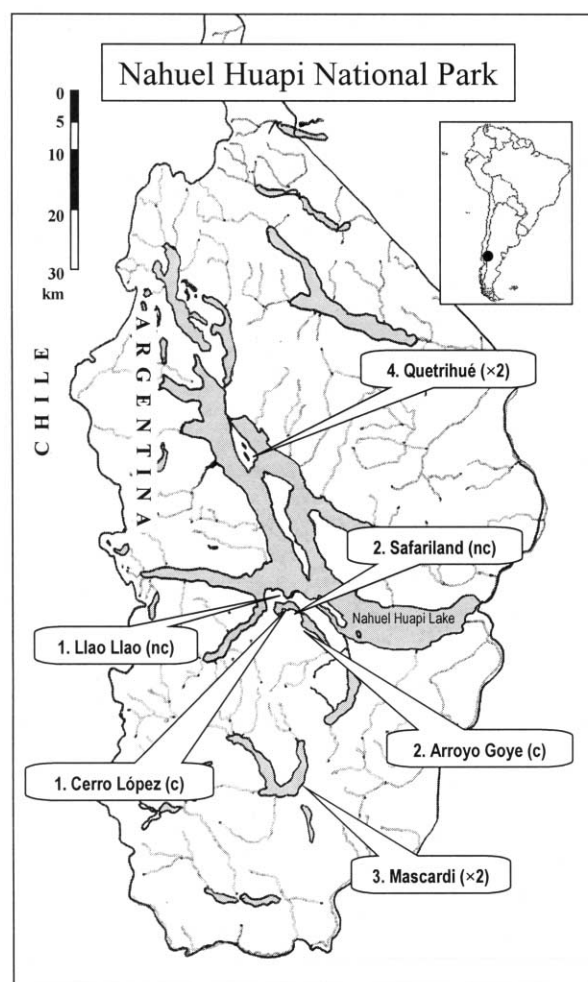 Nahuel Huapi National Park
0
5
10
20
30
km
CHILE
ARGENTINA
4. Quetrihué (×2)
2. Safariland (nc)
Nahuel Huapi Lake
1. Llao Llao (nc)
2. Arroyo Goye (c)
1. Cerro López (c)
3. Mascardi (×2)